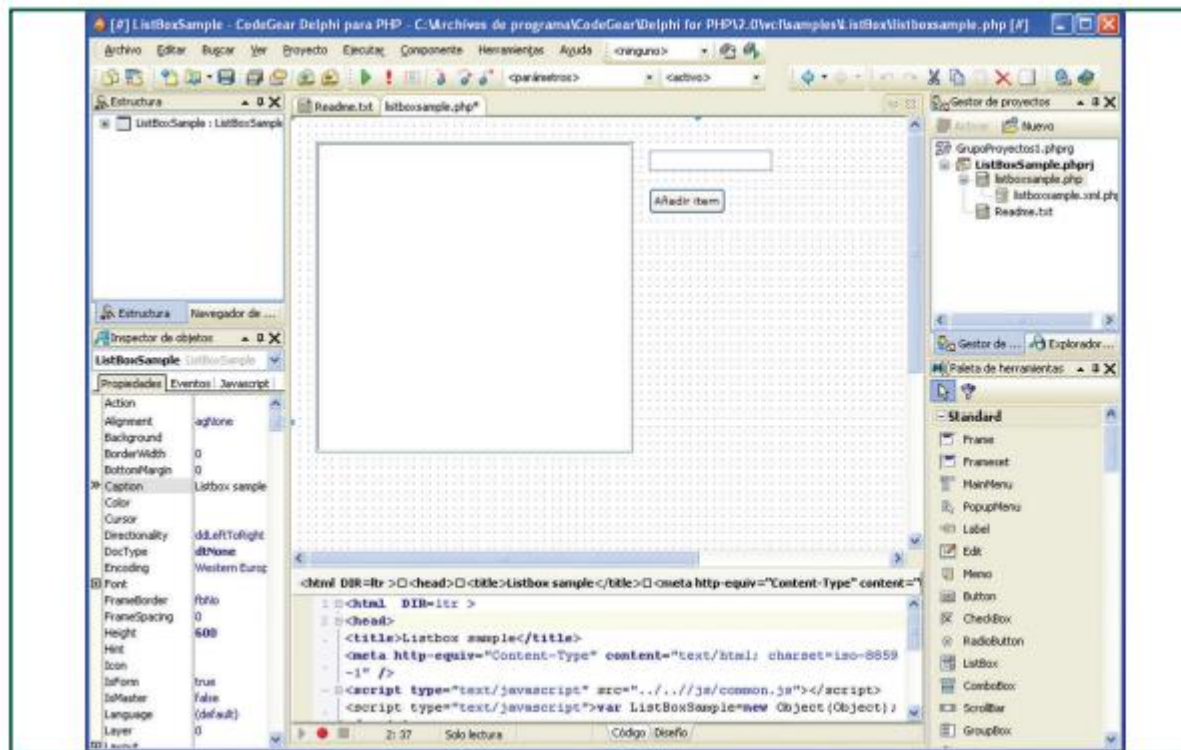 [#] ListBoxSample - CodeGear Delphi para PHP - C:\Archivos de programa\CodeGear\Delphi for PHP\2.0\vcl\samples\ListBox\listboxsample.php [#]
Archivo Editar Buscar Ver Proyecto Ejecutar Componente Herramientas Ayuda <ninguno>
<parámetros> <activo>
Estructura
ListBoxSample : ListBoxSample
Estructura Navegador de ...
Inspector de objetos
ListBoxSample ListBoxSample
Propiedades Eventos Javascript
Action
Alignment agNone
Background
BorderWidth 0
BottomMargin 0
Caption Listbox sample
Color
Cursor
Directionality ddLeftToRight
DocType dtNone
Encoding Western Europ
Font
FrameBorder fbNo
FrameSpacing 0
Height 600
Hint
Icon
IsForm true
IsMaster false
Language (default)
Layer 0
Layout
Readme.txt listboxsample.php*
Añadir item
<html DIR=ltr >□<head>□<title>Listbox sample</title>□<meta http-equiv="Content-Type" content="
1 <html DIR=ltr >
2 <head>
<title>Listbox sample</title>
<meta http-equiv="Content-Type" content="text/html; charset=iso-8859
-1" />
<script type="text/javascript" src="../..//js/common.js"></script>
<script type="text/javascript">var ListBoxSample=new Object(Object);
2: 37 Solo lectura Código Diseño
Gestor de proyectos
Activar Nuevo
GrupoProyectos1.phprg
ListBoxSample.phprj
listboxsample.php
listboxsample.xml.php
Readme.txt
Gestor de ... Explorador...
Paleta de herramientas
Standard
Frame
Frameset
MainMenu
PopupMenu
Label
Edit
Memo
Button
CheckBox
RadioButton
ListBox
ComboBox
ScrollBar
GroupBox